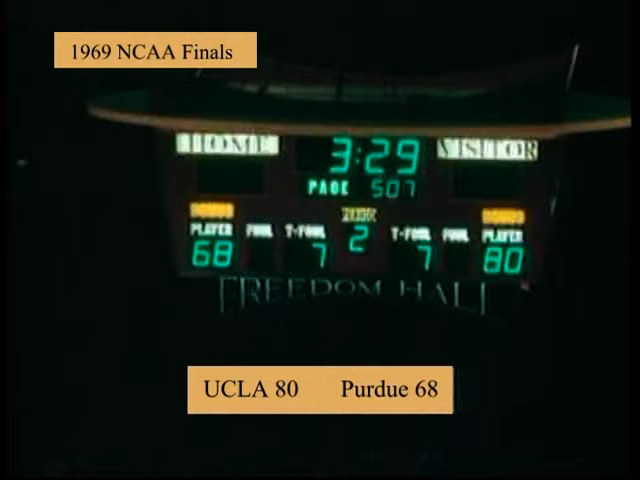 1969 NCAA Finals
HOME 3:29 VISITOR
507
BONUS BONUS
PLAYER FOUL T-FOUL 2 T-FOUL FOUL PLAYER
68 7 7 80
FREEDOM HALL
UCLA 80 Purdue 68